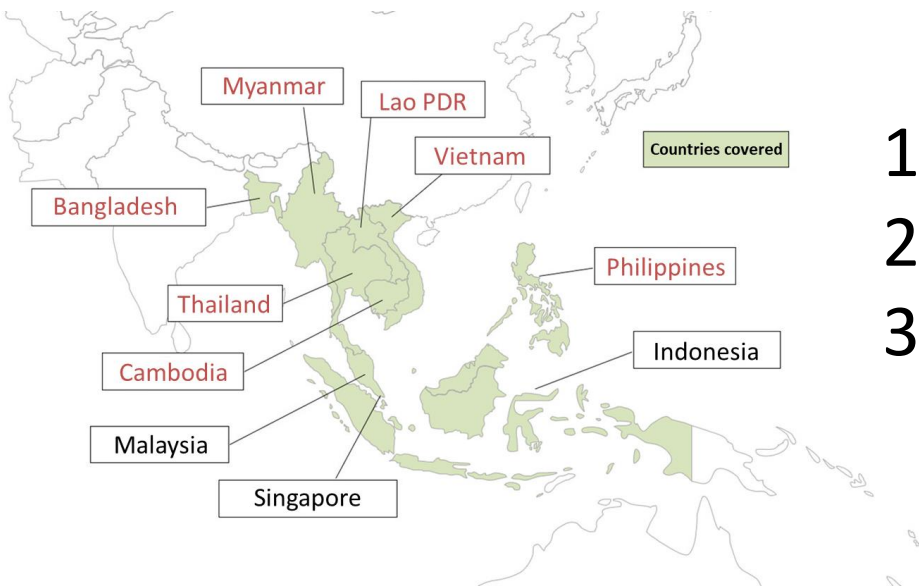 Myanmar
Lao PDR
Vietnam
Countries covered
1
Bangladesh
2
Philippines
Thailand
3
Indonesia
Cambodia
Malaysia
Singapore